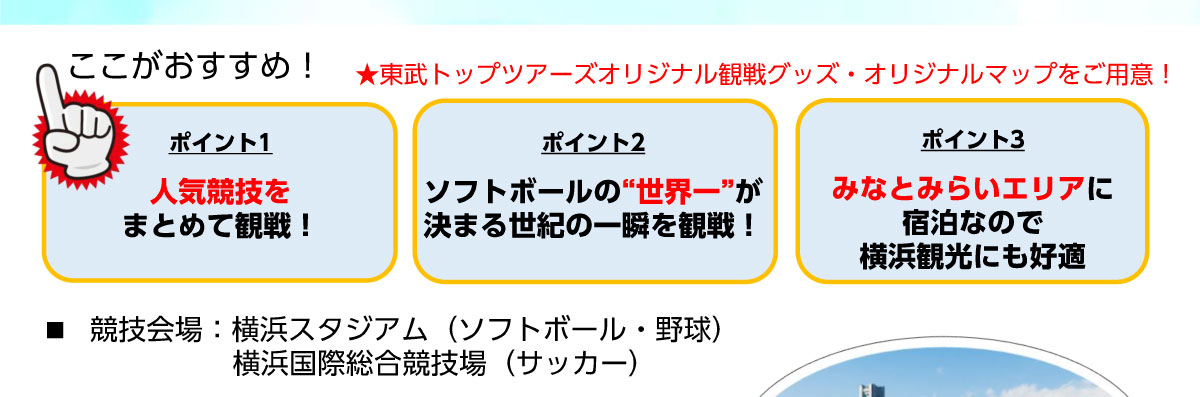 ここがおすすめ！
★東武トップツアーズオリジナル観戦グッズ・オリジナルマップをご用意！
ポイント1
人気競技を
まとめて観戦！
ポイント2
ソフトボールの“世界一”が
決まる世紀の一瞬を観戦！
ポイント3
みなとみらいエリアに
宿泊なので
横浜観光にも好適
■ 競技会場：横浜スタジアム（ソフトボール・野球）
横浜国際総合競技場（サッカー）